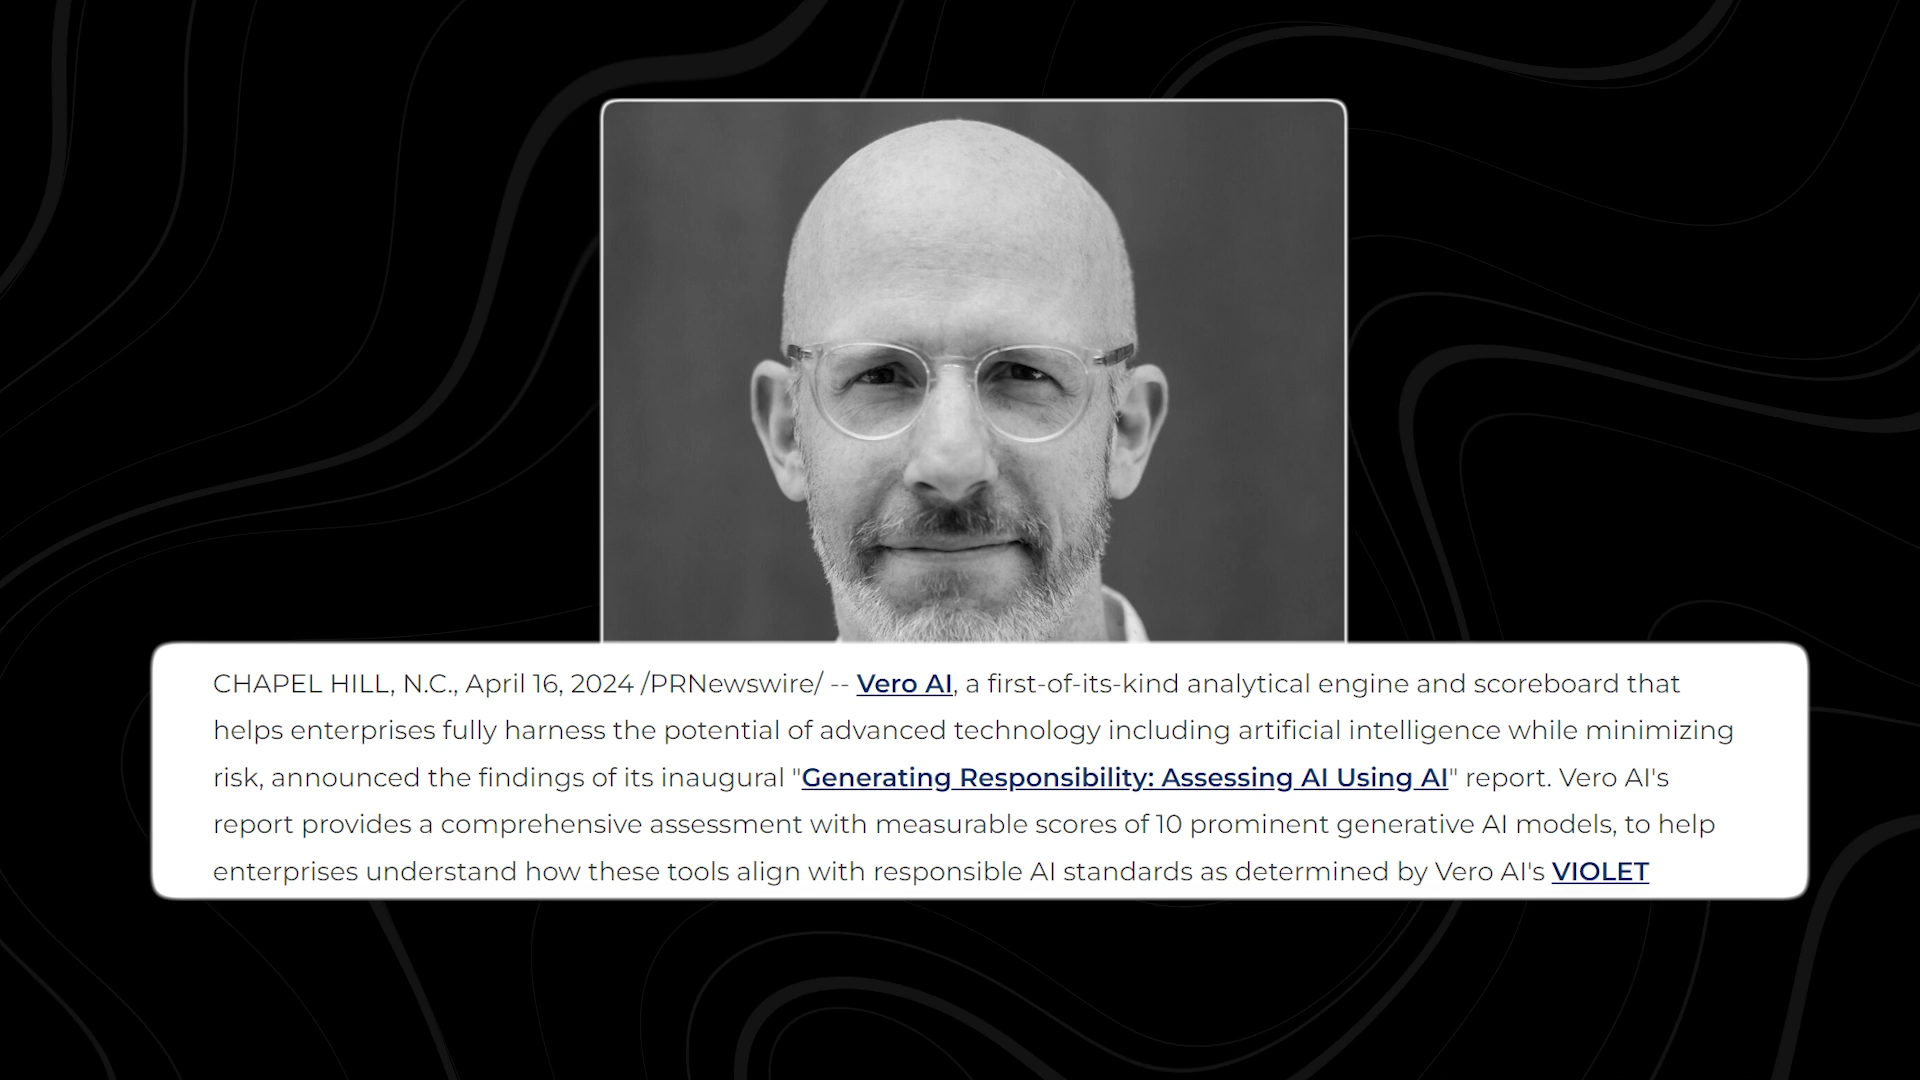 CHAPEL HILL, N.C., April 16, 2024 /PRNewswire/ -- Vero AI, a first-of-its-kind analytical engine and scoreboard that
helps enterprises fully harness the potential of advanced technology including artificial intelligence while minimizing
risk, announced the findings of its inaugural "Generating Responsibility: Assessing AI Using AI" report. Vero AI's
report provides a comprehensive assessment with measurable scores of 10 prominent generative AI models, to help
enterprises understand how these tools align with responsible AI standards as determined by Vero AI's VIOLET